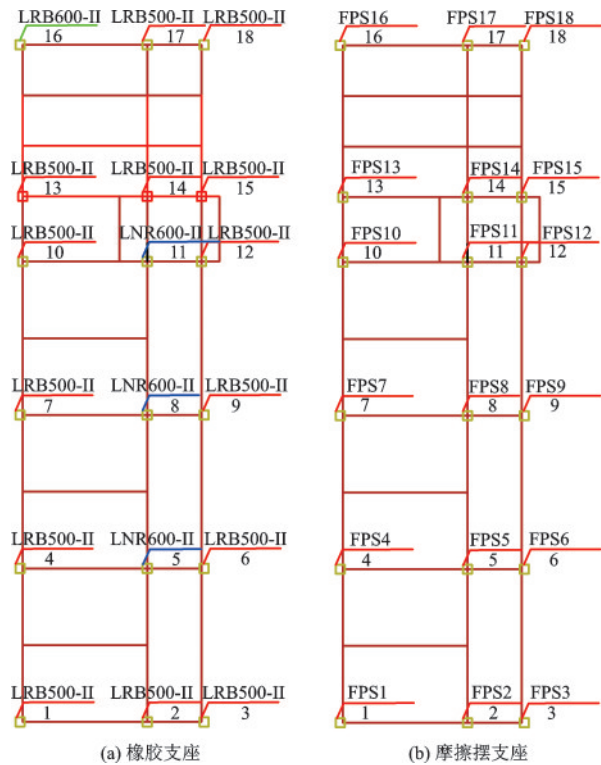 LRB600-II LRB500-II LRB500-II
16 17 18
LRB500-II LRB500-II LRB500-II
13 14 15
LRB500-II LNR600-II LRB500-II
10 11 12
LRB500-II LNR600-II LRB500-II
7 8 9
LRB500-II LNR600-II LRB500-II
4 5 6
LRB500-II LRB500-II LRB500-II
1 2 3
(a) 橡胶支座
FPS16 FPS17 FPS18
16 17 18
FPS13 FPS14 FPS15
13 14 15
FPS10 FPS11 FPS12
10 11 12
FPS7 FPS8 FPS9
7 8 9
FPS4 FPS5 FPS6
4 5 6
FPS1 FPS2 FPS3
1 2 3
(b) 摩擦摆支座